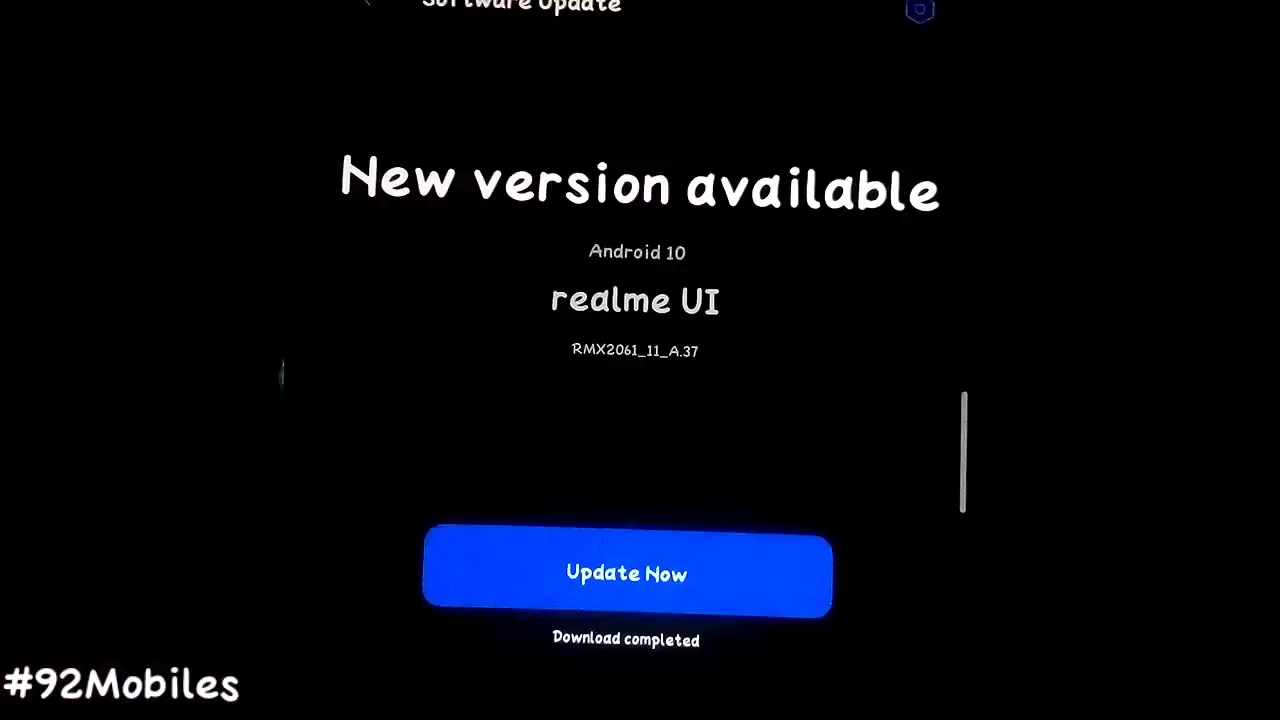 Software Update
New version available
Android 10
realme UI
RMX2061_11_A.37
Update Now
Download completed
#92Mobiles